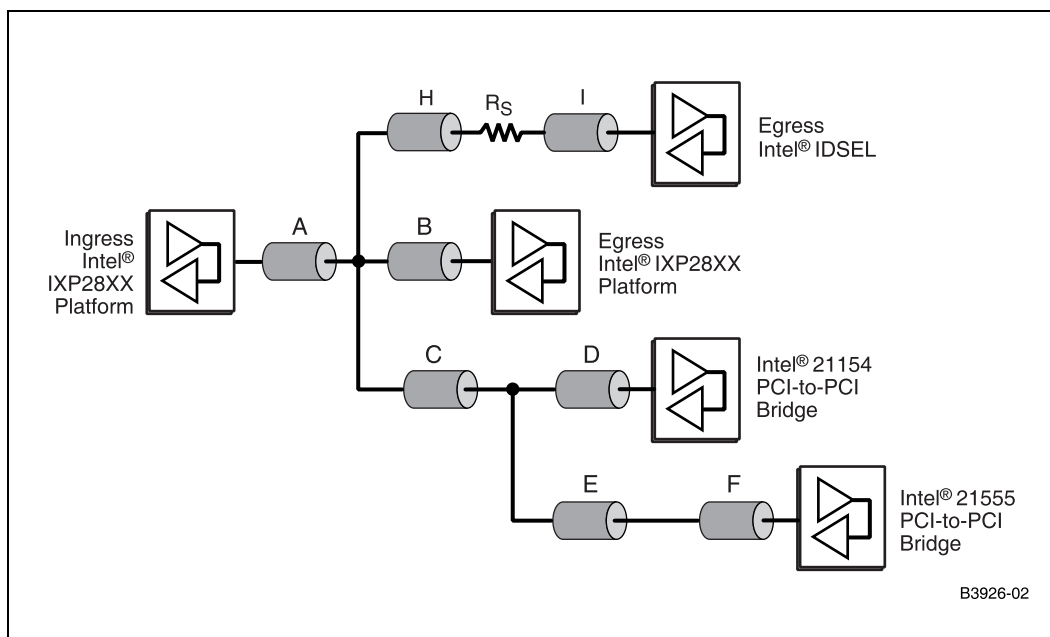 H
RS
I
Egress
Intel® IDSEL
Ingress
Intel®
IXP28XX
Platform
A
B
Egress
Intel® IXP28XX
Platform
C
D
Intel® 21154
PCI-to-PCI
Bridge
E
F
Intel® 21555
PCI-to-PCI
Bridge
B3926-02